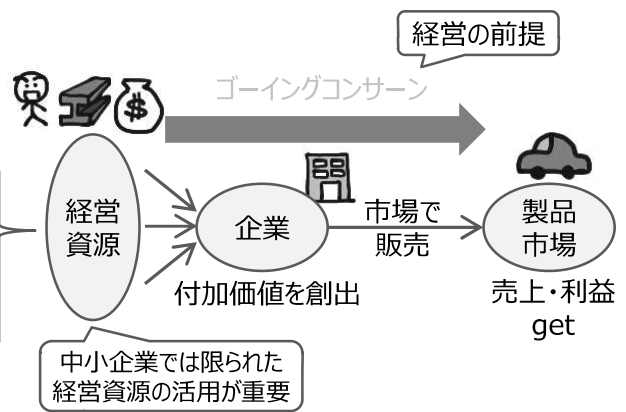 経営の前提
ゴーイングコンサーン
$
経営
資源
企業
市場で
販売
製品
市場
付加価値を創出
売上・利益
get
中小企業では限られた
経営資源の活用が重要